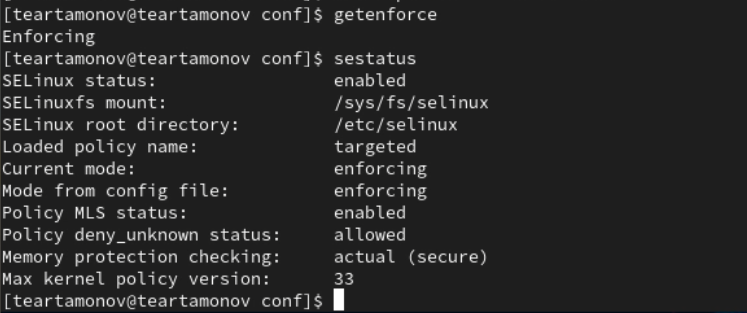 [teartamonov@teartamonov conf]$ getenforce
Enforcing
[teartamonov@teartamonov conf]$ sestatus
SELinux status:                 enabled
SELinuxfs mount:                /sys/fs/selinux
SELinux root directory:         /etc/selinux
Loaded policy name:             targeted
Current mode:                   enforcing
Mode from config file:          enforcing
Policy MLS status:              enabled
Policy deny_unknown status:     allowed
Memory protection checking:     actual (secure)
Max kernel policy version:      33
[teartamonov@teartamonov conf]$